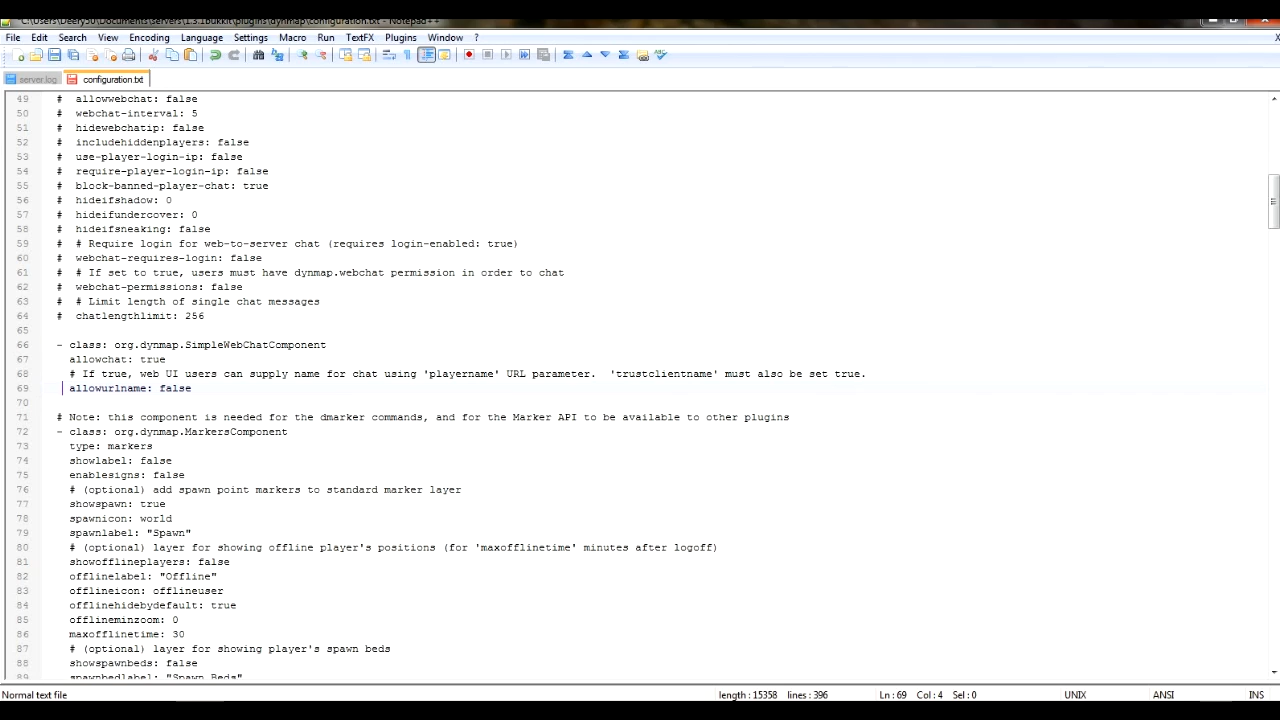 C:\Users\Deery50\Documents\servers\1.3.1bukkit\plugins\dynmap\configuration.txt - Notepad++
File Edit Search View Encoding Language Settings Macro Run TextFX Plugins Window ? X
server.log configuration.txt
49 # allowwebchat: false
50 # webchat-interval: 5
51 # hidewebchatip: false
52 # includehiddenplayers: false
53 # use-player-login-ip: false
54 # require-player-login-ip: false
55 # block-banned-player-chat: true
56 # hideifshadow: 0
57 # hideifundercover: 0
58 # hideifsneaking: false
59 # # Require login for web-to-server chat (requires login-enabled: true)
60 # webchat-requires-login: false
61 # # If set to true, users must have dynmap.webchat permission in order to chat
62 # webchat-permissions: false
63 # # Limit length of single chat messages
64 # chatlengthlimit: 256
65
66 - class: org.dynmap.SimpleWebChatComponent
67 allowchat: true
68 # If true, web UI users can supply name for chat using 'playername' URL parameter. 'trustclientname' must also be set true.
69 allowurlname: false
70
71 # Note: this component is needed for the dmarker commands, and for the Marker API to be available to other plugins
72 - class: org.dynmap.MarkersComponent
73 type: markers
74 showlabel: false
75 enablesigns: false
76 # (optional) add spawn point markers to standard marker layer
77 showspawn: true
78 spawnicon: world
79 spawnlabel: "Spawn"
80 # (optional) layer for showing offline player's positions (for 'maxofflinetime' minutes after logoff)
81 showofflineplayers: false
82 offlinelabel: "Offline"
83 offlineicon: offlineuser
84 offlinehidebydefault: true
85 offlineminzoom: 0
86 maxofflinetime: 30
87 # (optional) layer for showing player's spawn beds
88 showspawnbeds: false
89 spawnbedlabel: "Spawn Beds"
Normal text file length : 15358 lines : 396 Ln : 69 Col : 4 Sel : 0 UNIX ANSI INS